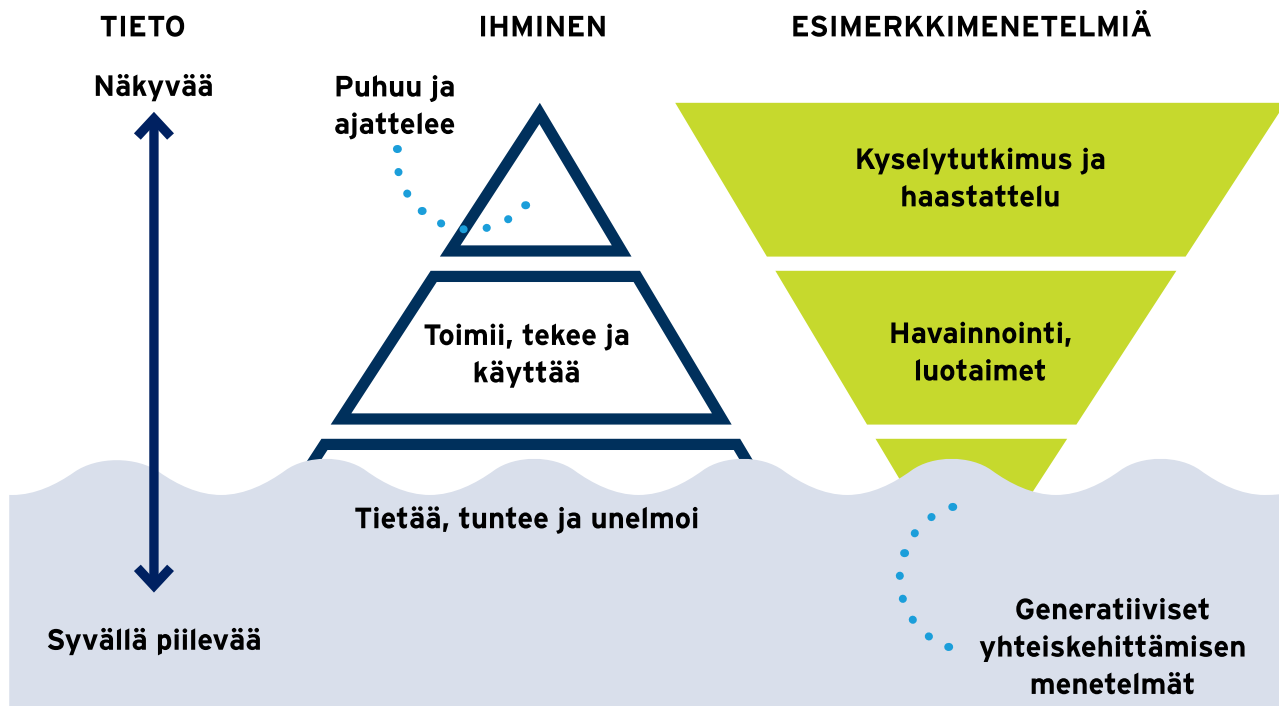 TIETO
IHMINEN
ESIMERKKIMENETELMIÄ
Näkyvää
Puhuu ja
ajattelee
Kyselytutkimus ja
haastattelu
Toimii, tekee ja
käyttää
Havainnointi,
luotaimet
Tietää, tuntee ja unelmoi
Syvällä piilevää
Generatiiviset
yhteiskehittämisen
menetelmät